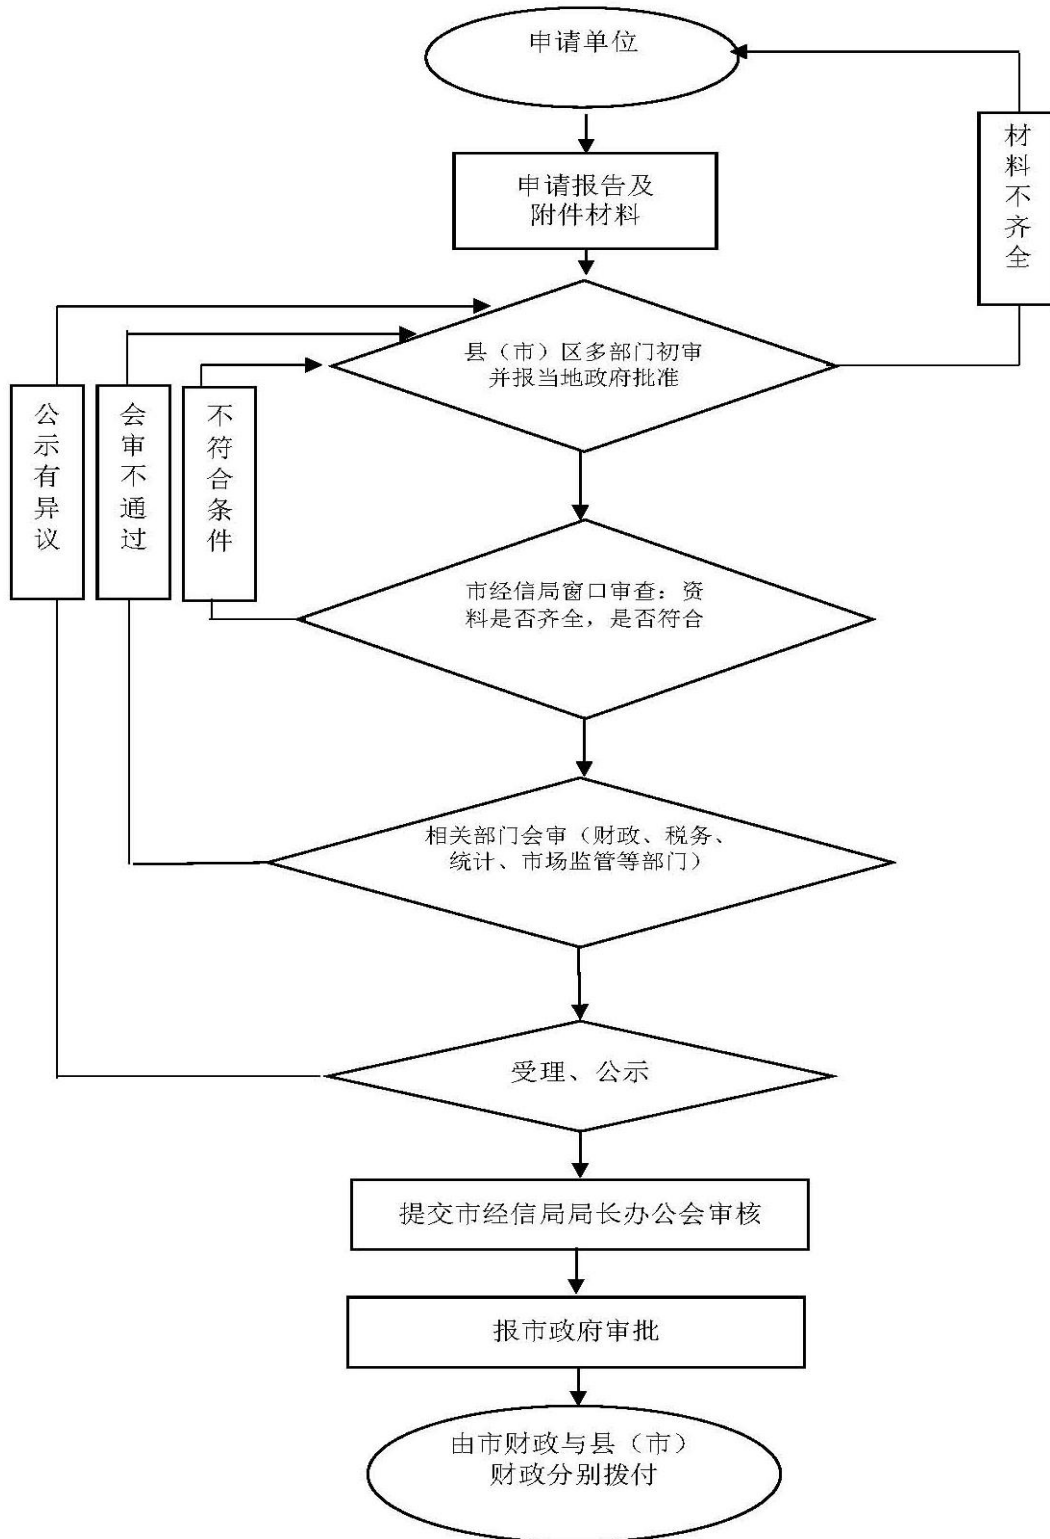 申请单位
材料不齐全
申请报告及
附件材料
县（市）区多部门初审
并报当地政府批准
公示有异议
会审不通过
不符合条件
市经信局窗口审查：资
料是否齐全，是否符合
相关部门会审（财政、税务、
统计、市场监管等部门）
受理、公示
提交市经信局局长办公会审核
报市政府审批
由市财政与县（市）
财政分别拨付